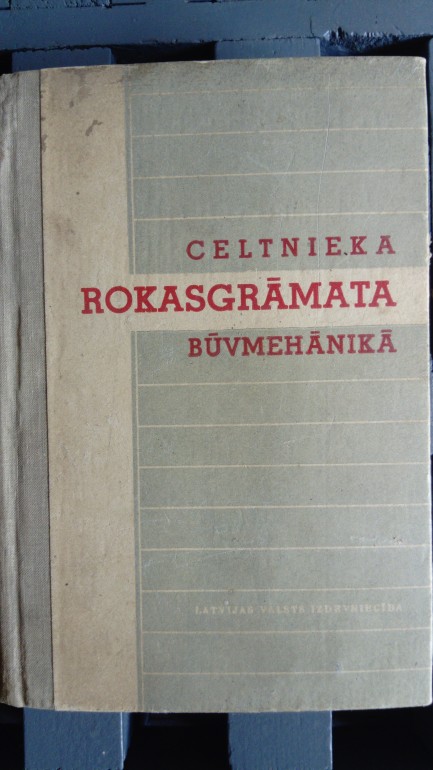 CELTNIEKA
ROKASGRĀMATA
BŪVMEHĀNIKĀ
LATVIJAS VALSTS IZDEVNIECĪBA